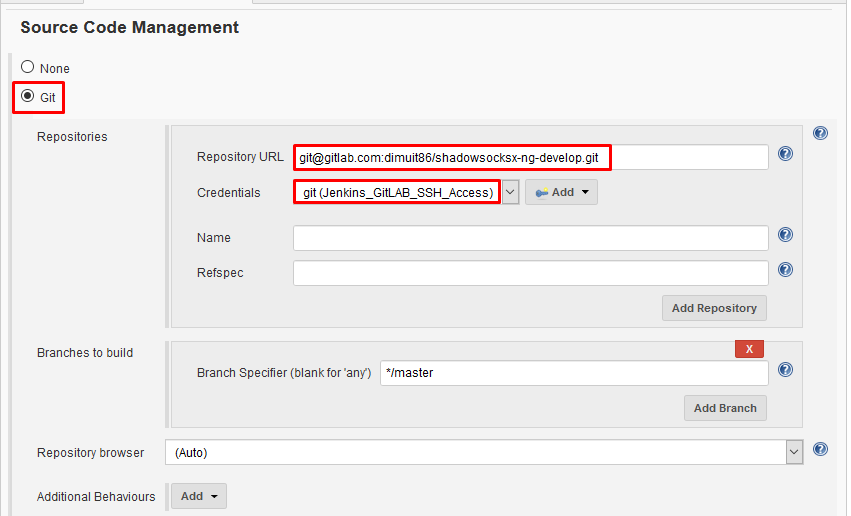 Source Code Management
None
Git
Repositories
Repository URL git@gitlab.com:dimuit86/shadowsocksx-ng-develop.git
Credentials git (Jenkins_GitLAB_SSH_Access) Add
Name
Refspec
Add Repository
Branches to build
X
Branch Specifier (blank for 'any') */master
Add Branch
Repository browser (Auto)
Additional Behaviours Add